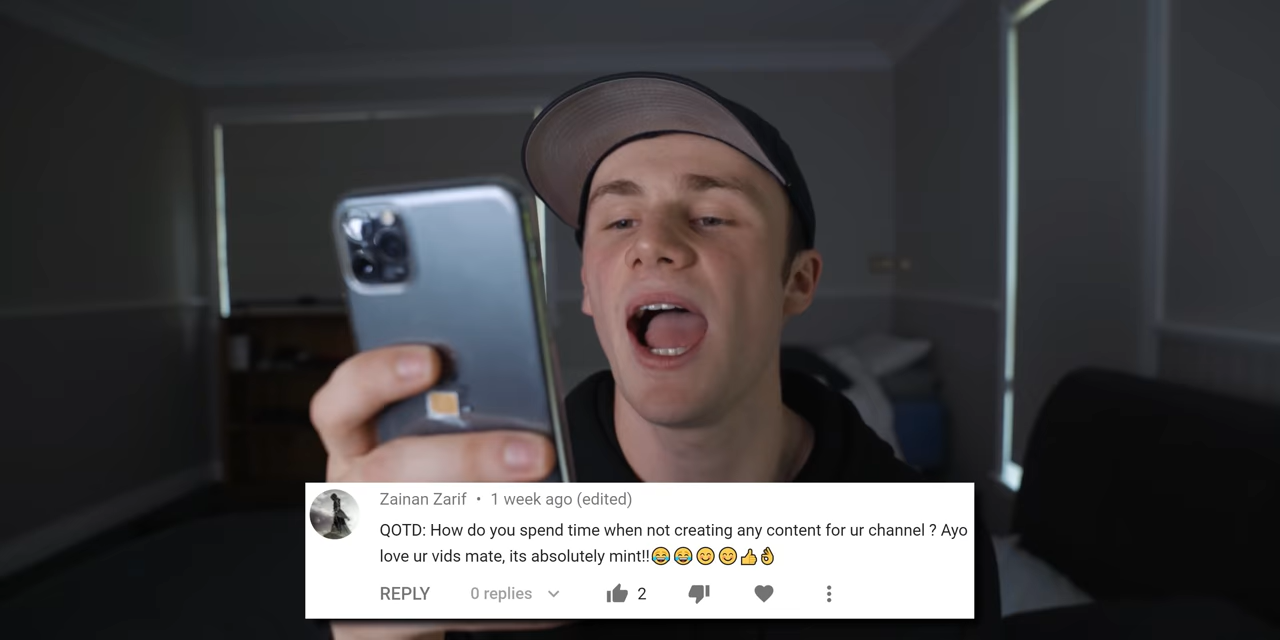 Zainan Zarif • 1 week ago (edited)
QOTD: How do you spend time when not creating any content for ur channel ? Ayo
love ur vids mate, its absolutely mint!!😂😂😊😊👍👌
REPLY 0 replies 2